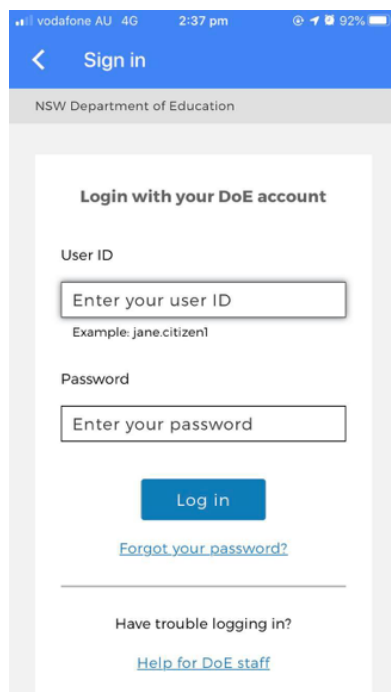 vodafone AU 4G 2:37 pm 92%
Sign in
NSW Department of Education
Login with your DoE account
User ID
Enter your user ID
Example: jane.citizen1
Password
Enter your password
Log in
Forgot your password?
Have trouble logging in?
Help for DoE staff